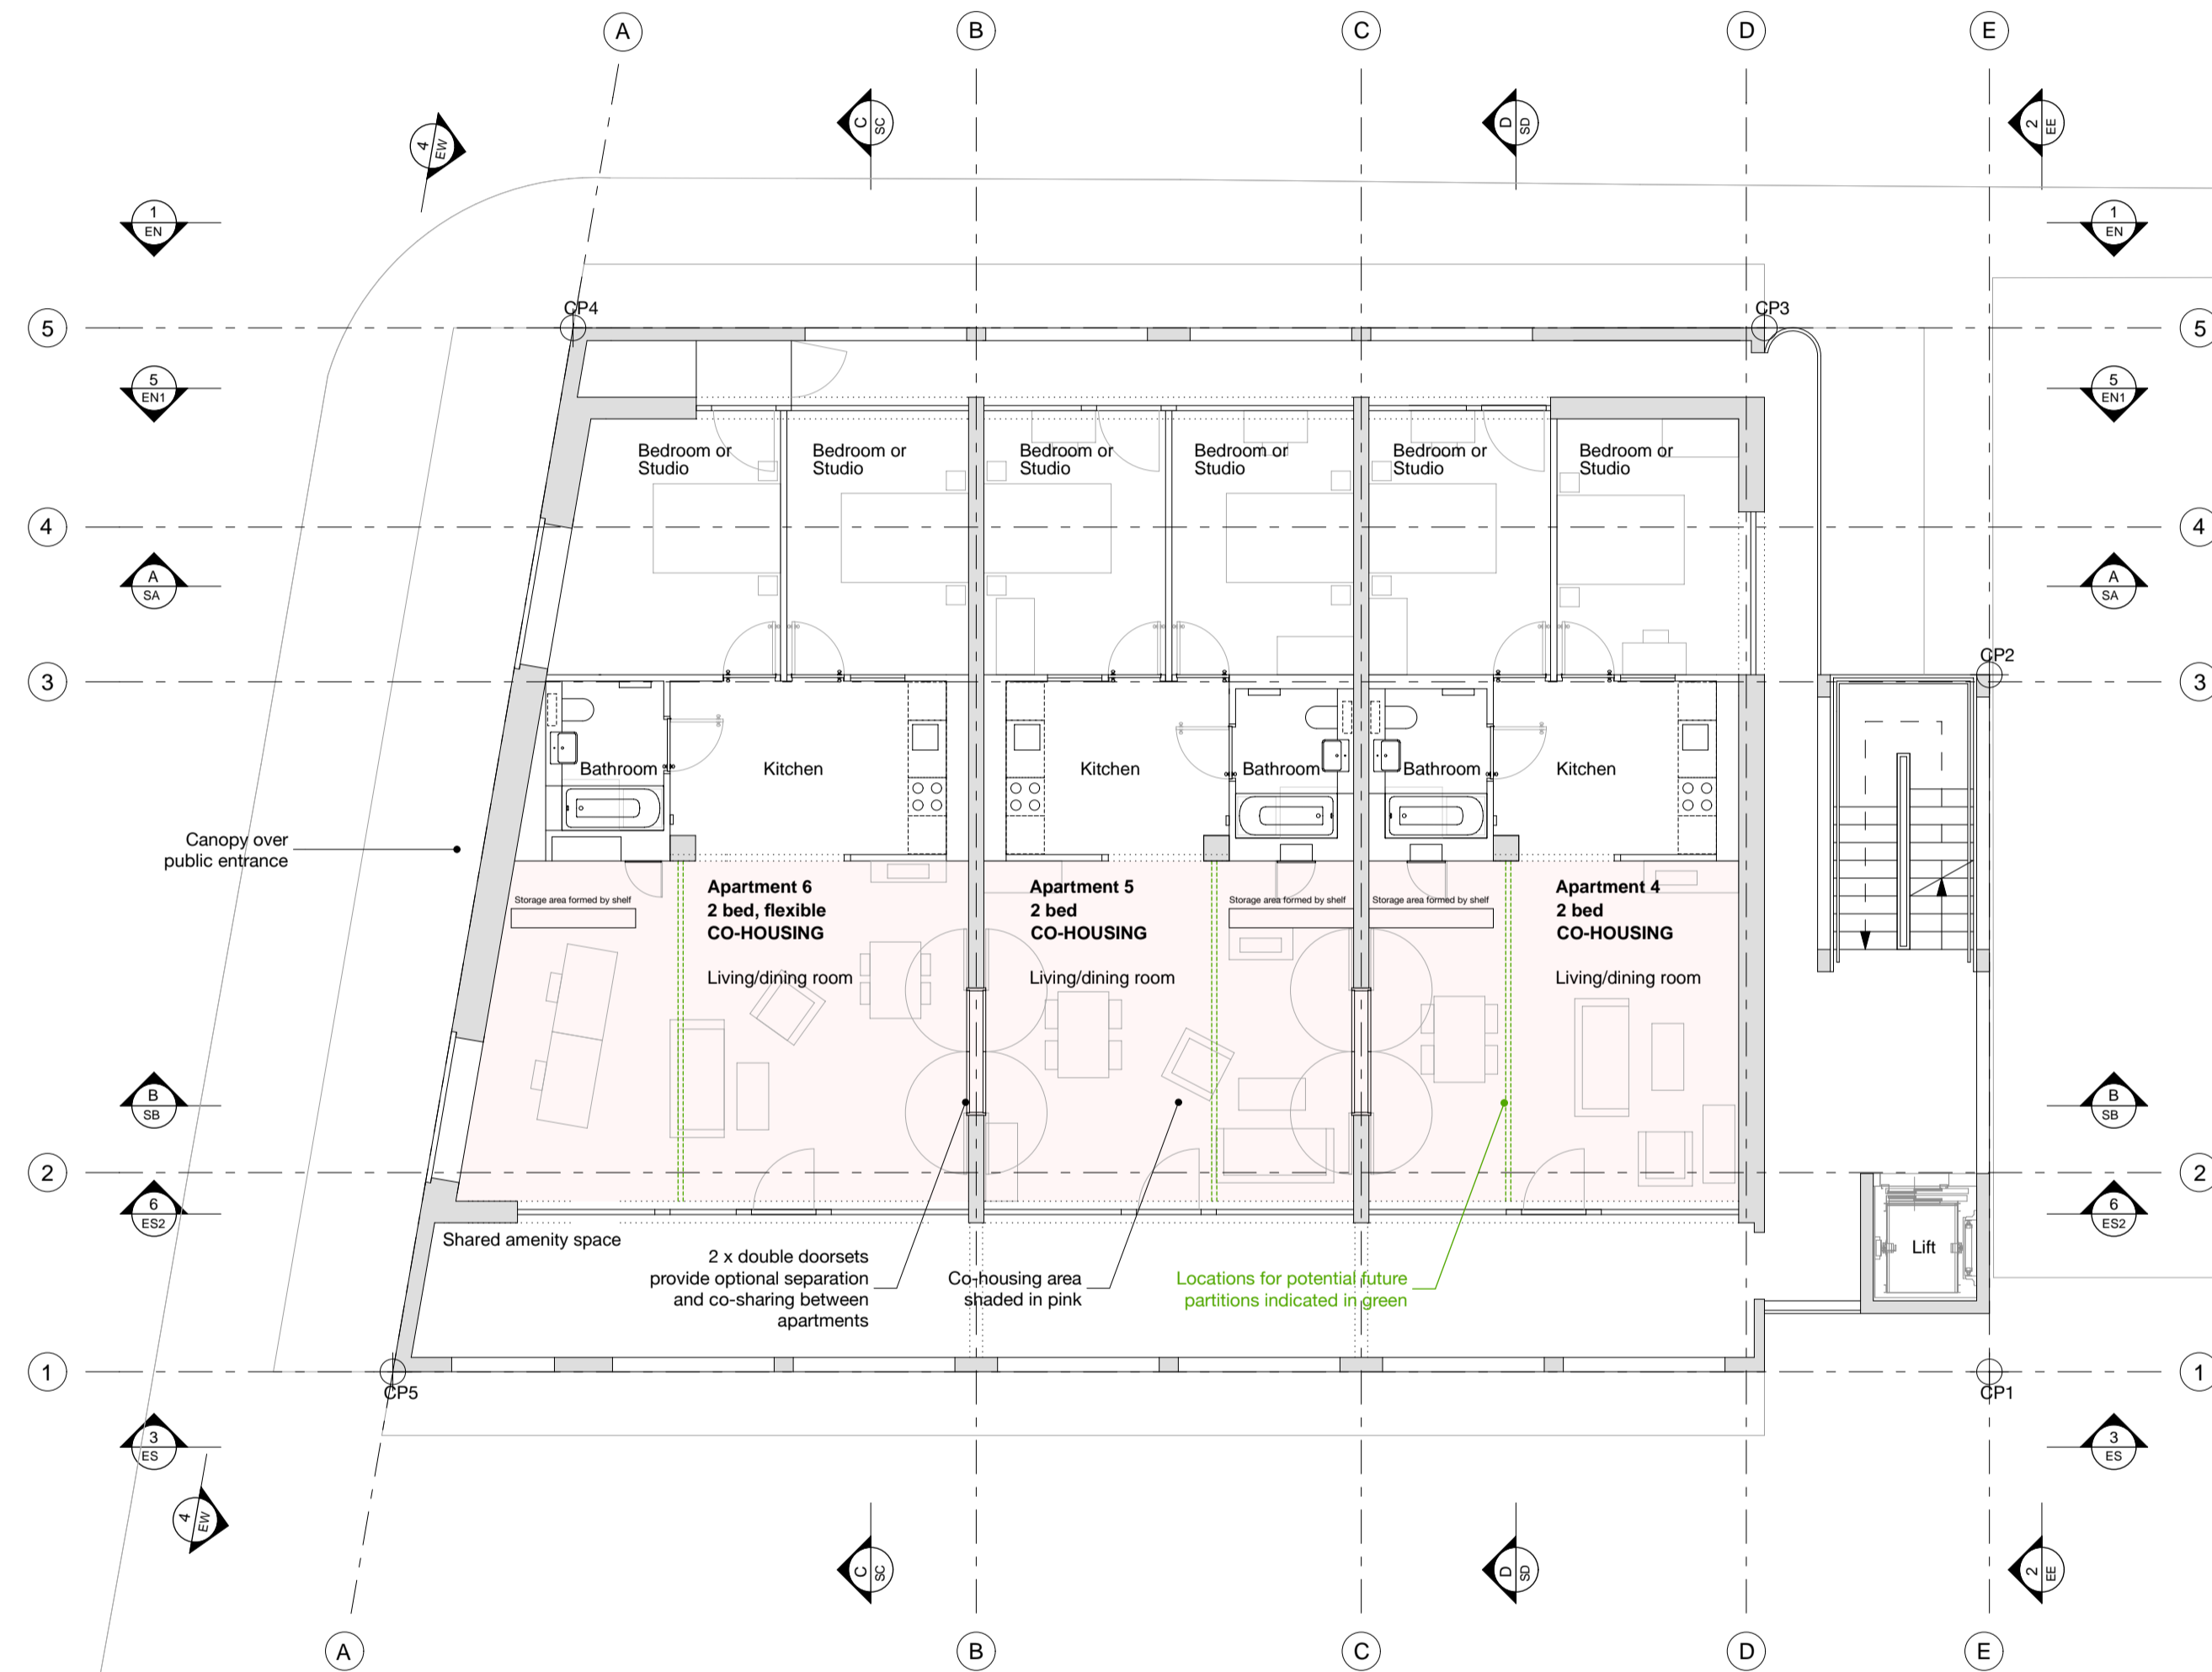 A
B
C
D
E
4
EW
C
SC
D
SD
2
EE
1
EN
1
EN
CP4
CP3
5
5
5
EN1
5
EN1
Bedroom or
Studio
Bedroom or
Studio
Bedroom or
Studio
Bedroom or
Studio
Bedroom or
Studio
Bedroom or
Studio
4
4
A
SA
A
SA
CP2
3
3
Bathroom
Kitchen
Kitchen
Bathroom
Bathroom
Kitchen
Canopy over
public entrance
Apartment 6
2 bed, flexible
CO-HOUSING
Living/dining room
Apartment 5
2 bed
CO-HOUSING
Living/dining room
Apartment 4
2 bed
CO-HOUSING
Living/dining room
Storage area formed by shelf
Storage area formed by shelf
Storage area formed by shelf
B
SB
B
SB
2
2
6
ES2
6
ES2
Shared amenity space
Lift
2 x double doorsets
provide optional separation
and co-sharing between
apartments
Co-housing area
shaded in pink
Locations for potential future
partitions indicated in green
1
1
CP5
CP1
3
ES
3
ES
4
EW
C
SC
D
SD
2
EE
A
B
C
D
E